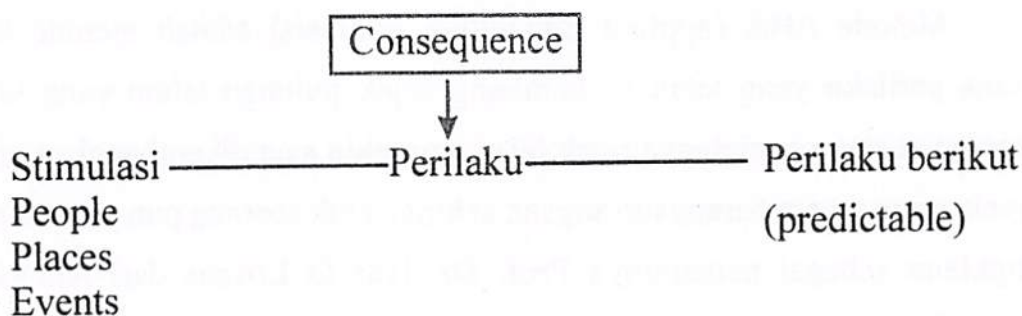 Consequence
Stimulasi Perilaku Perilaku berikut
People (predictable)
Places
Events